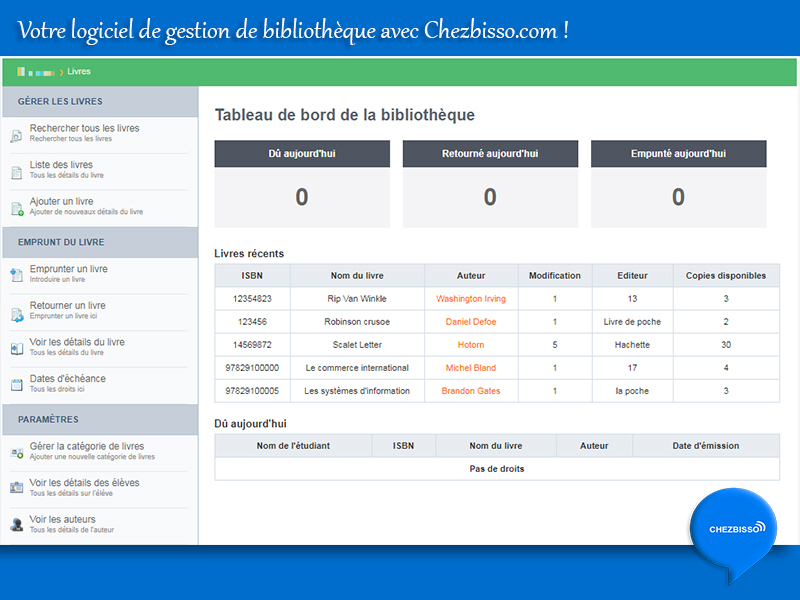 Votre logiciel de gestion de bibliothèque avec Chezbisso.com !
Livres
GÉRER LES LIVRES
Rechercher tous les livres
Rechercher tous les livres
Liste des livres
Tous les détails du livre
Ajouter un livre
Ajouter de nouveaux détails du livre
EMPRUNT DU LIVRE
Emprunter un livre
Introduire un livre
Retourner un livre
Emprunter un livre ici
Voir les détails du livre
Tous les détails du livre
Dates d'échéance
Tous les droits ici
PARAMÈTRES
Gérer la catégorie de livres
Ajouter une nouvelle catégorie de livres
Voir les détails des élèves
Tous les détails sur l'élève
Voir les auteurs
Tous les détails de l'auteur
Tableau de bord de la bibliothèque
Dû aujourd'hui Retourné aujourd'hui Empunté aujourd'hui
0 0 0
Livres récents
ISBN Nom du livre Auteur Modification Editeur Copies disponibles
12354823 Rip Van Winkle Washington Irving 1 13 3
123456 Robinson crusoe Daniel Defoe 1 Livre de poche 2
14569872 Scalet Letter Hotorn 5 Hachette 30
97829100000 Le commerce international Michel Bland 1 17 4
97829100005 Les systèmes d'information Brandon Gates 1 la poche 3
Dû aujourd'hui
Nom de l'étudiant ISBN Nom du livre Auteur Date d'émission
Pas de droits
CHEZBISSO